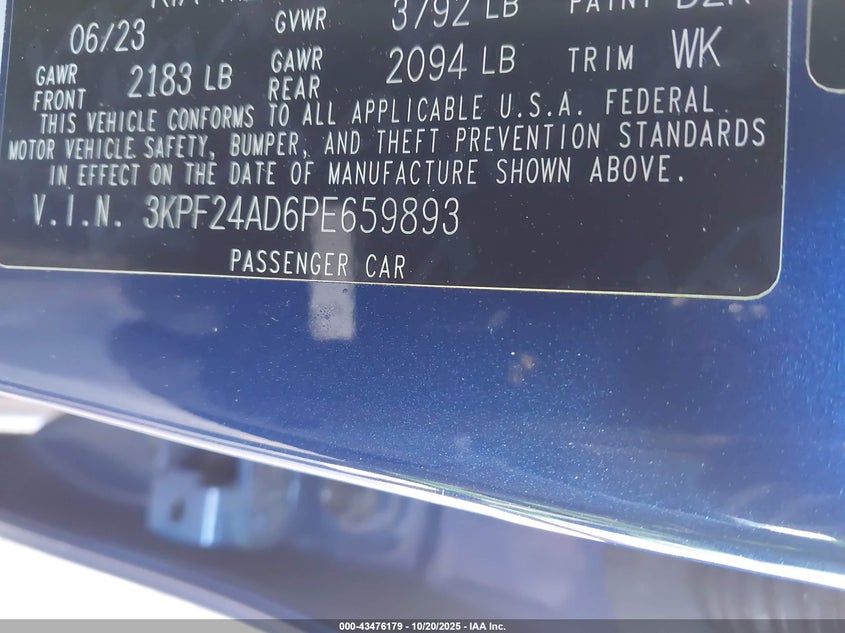 06/23 GVWR 3792 LB PAINT
GAWR FRONT 2183 LB GAWR REAR 2094 LB TRIM WK
THIS VEHICLE CONFORMS TO ALL APPLICABLE U.S.A. FEDERAL
MOTOR VEHICLE SAFETY, BUMPER, AND THEFT PREVENTION STANDARDS
IN EFFECT ON THE DATE OF MANUFACTURE SHOWN ABOVE.
V.I.N. 3KPF24AD6PE659893
PASSENGER CAR
000-43476179 - 10/20/2025 - IAA Inc.